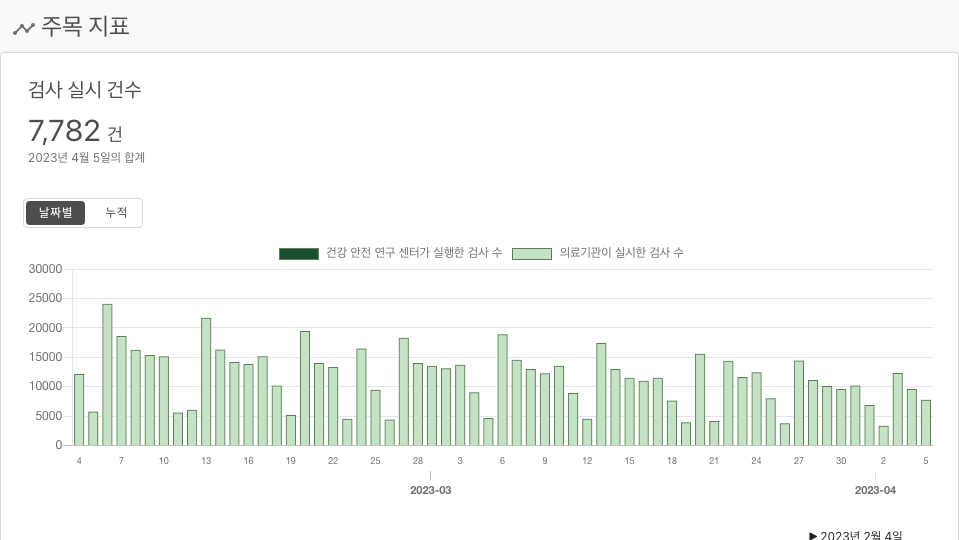 주목 지표
검사 실시 건수
7,782 건
2023년 4월 5일의 합계
날짜별 누적
건강 안전 연구 센터가 실행한 검사 수 의료기관이 실시한 검사 수
30000
25000
20000
15000
10000
5000
0
4 7 10 13 16 19 22 25 28 3 6 9 12 15 18 21 24 27 30 2 5
2023-03 2023-04
▶ 2023년 2월 4일